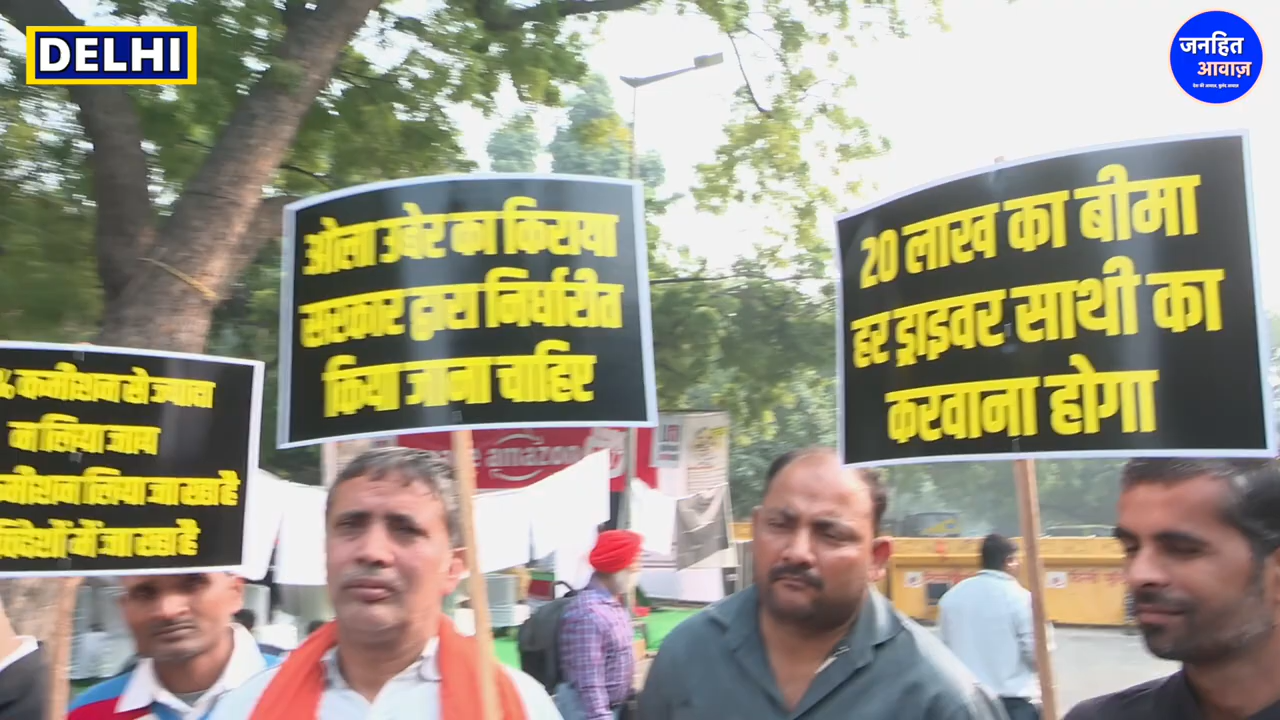 DELHI
जनहित
आवाज़
ओला उबेर का किराया
सरकार द्वारा निर्धारीत
किया जाना चाहिए
20 लाख का बीमा
हर ड्राइवर साथी का
करवाना होगा
% कमीशन से ज्यादा
ना लिया जाए
कमीशन लिया जा रहा है
विदेशों में जा रहा है
amazon